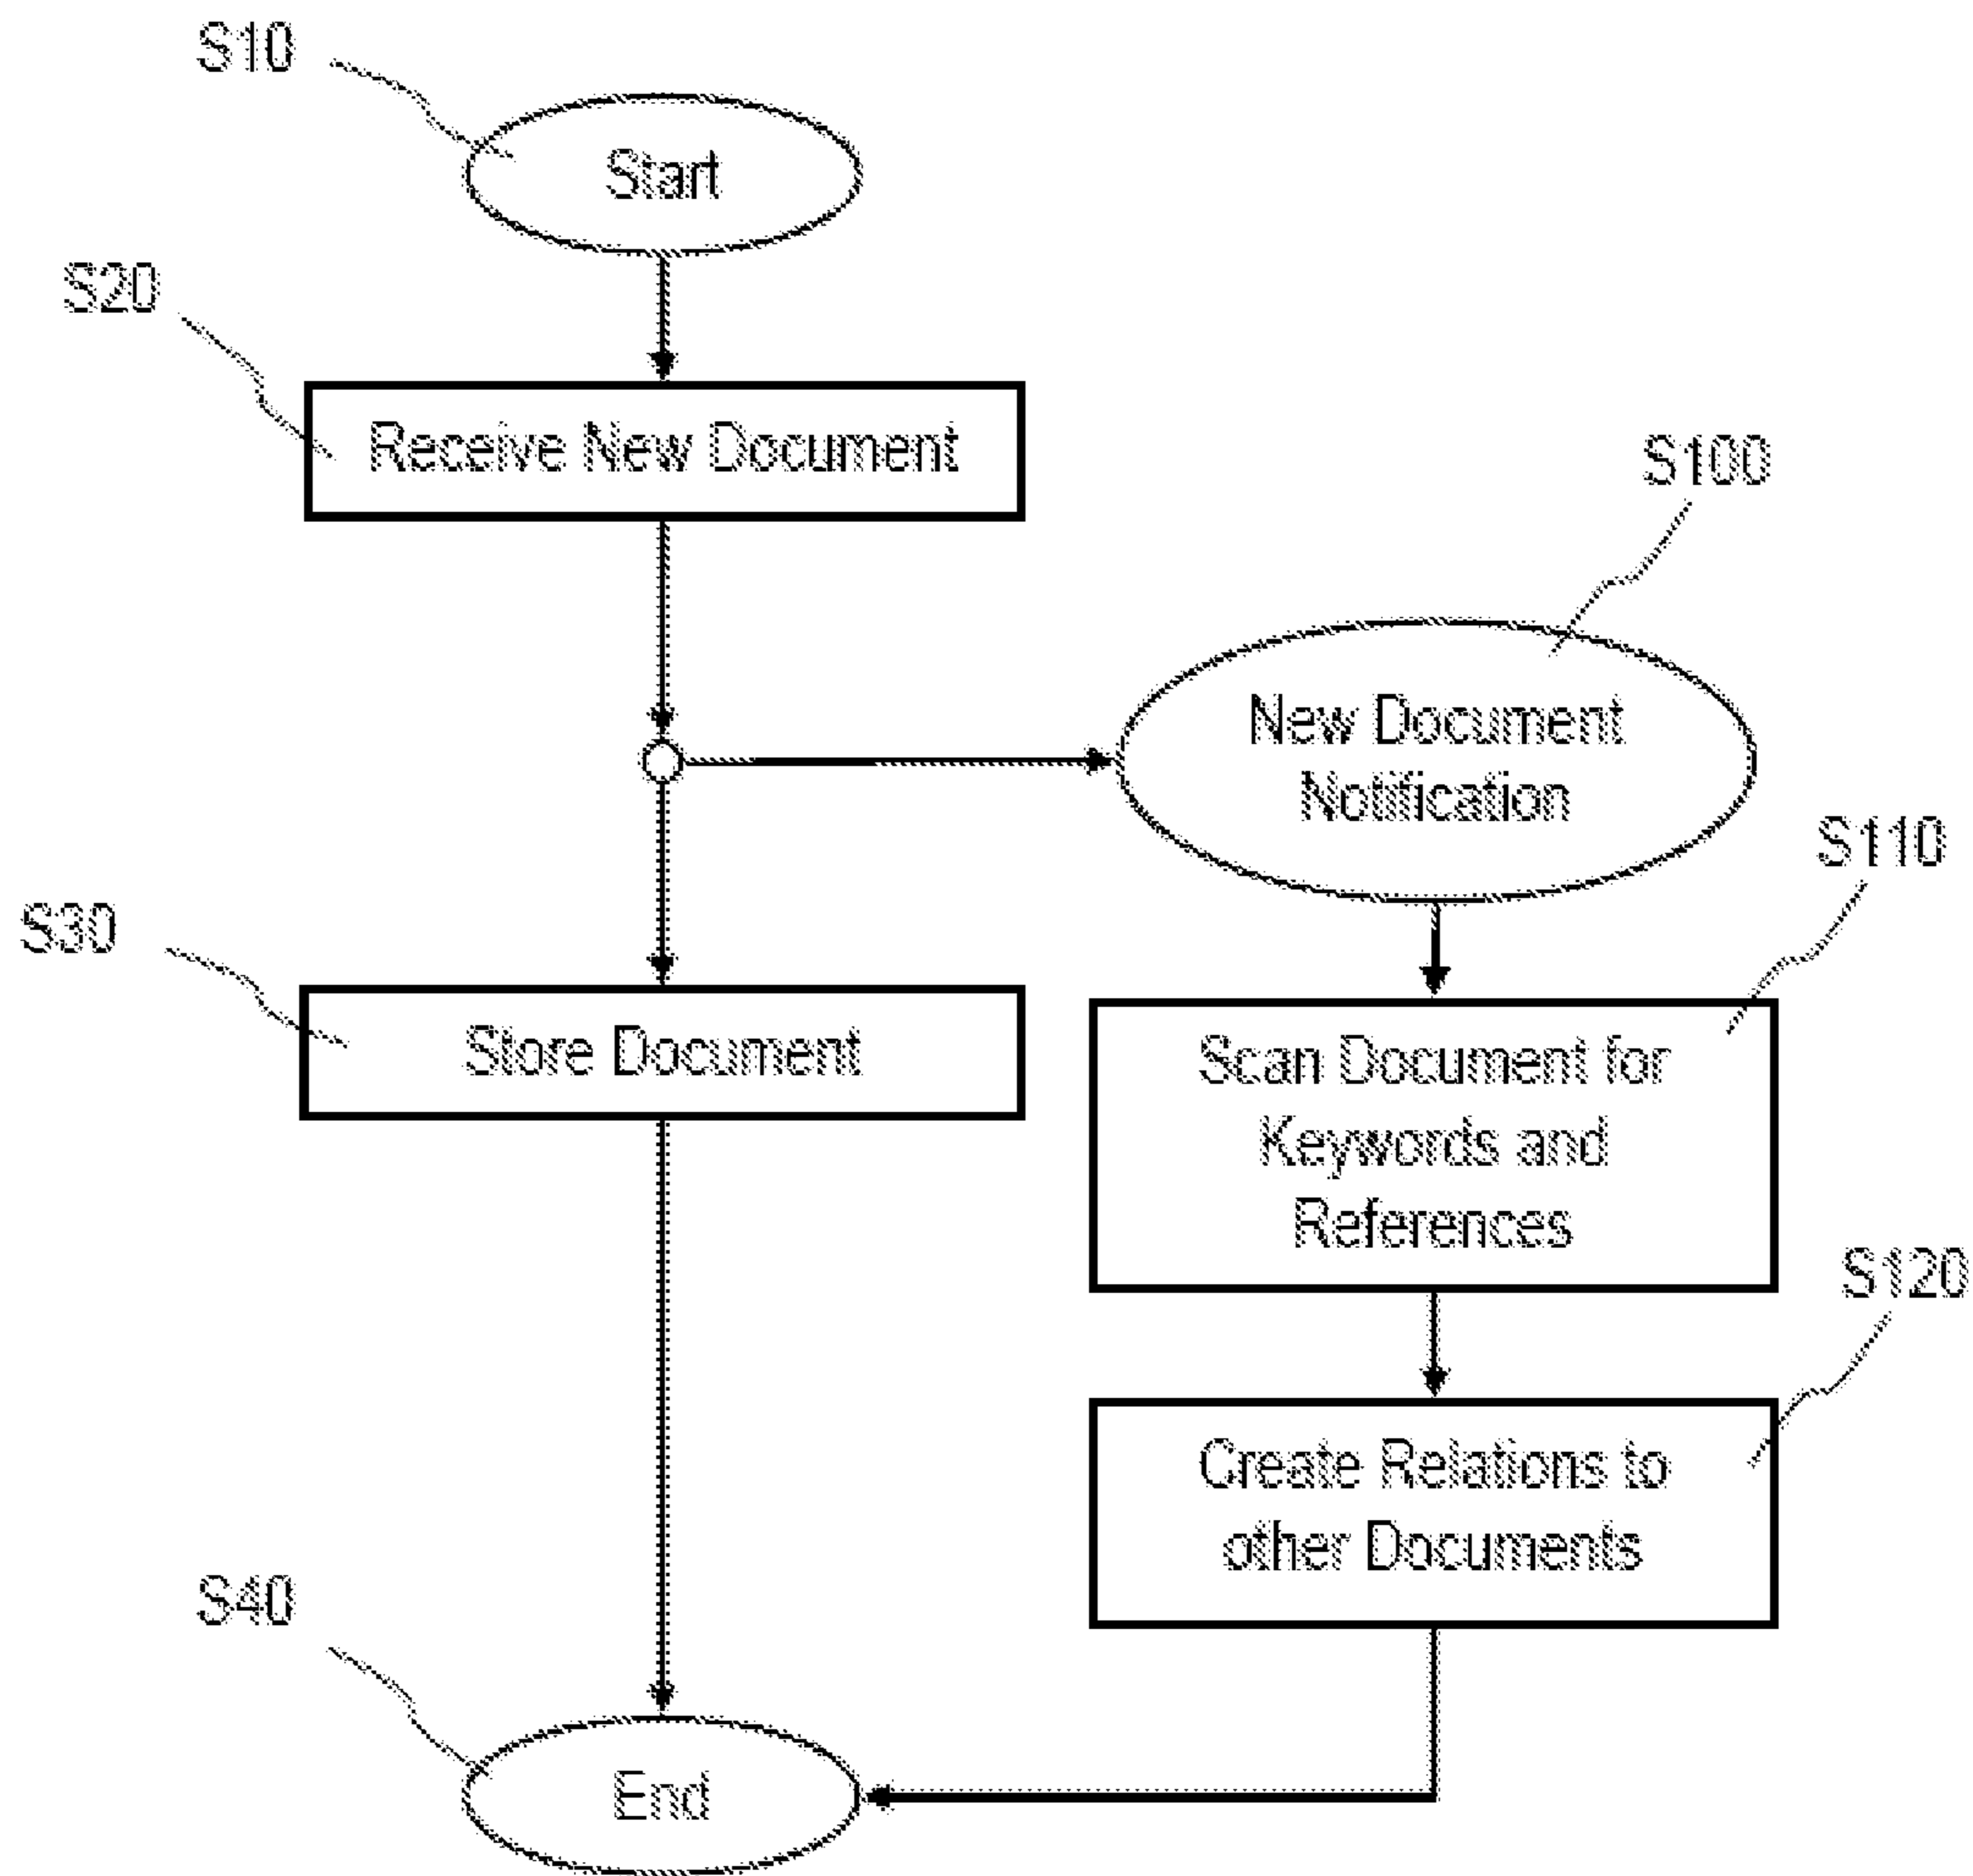 S10
Start
S20
Receive New Document
S100
New Document
Notification
S110
S30
Store Document
Scan Document for
Keywords and
References
S120
Create Relations to
other Documents
S40
End